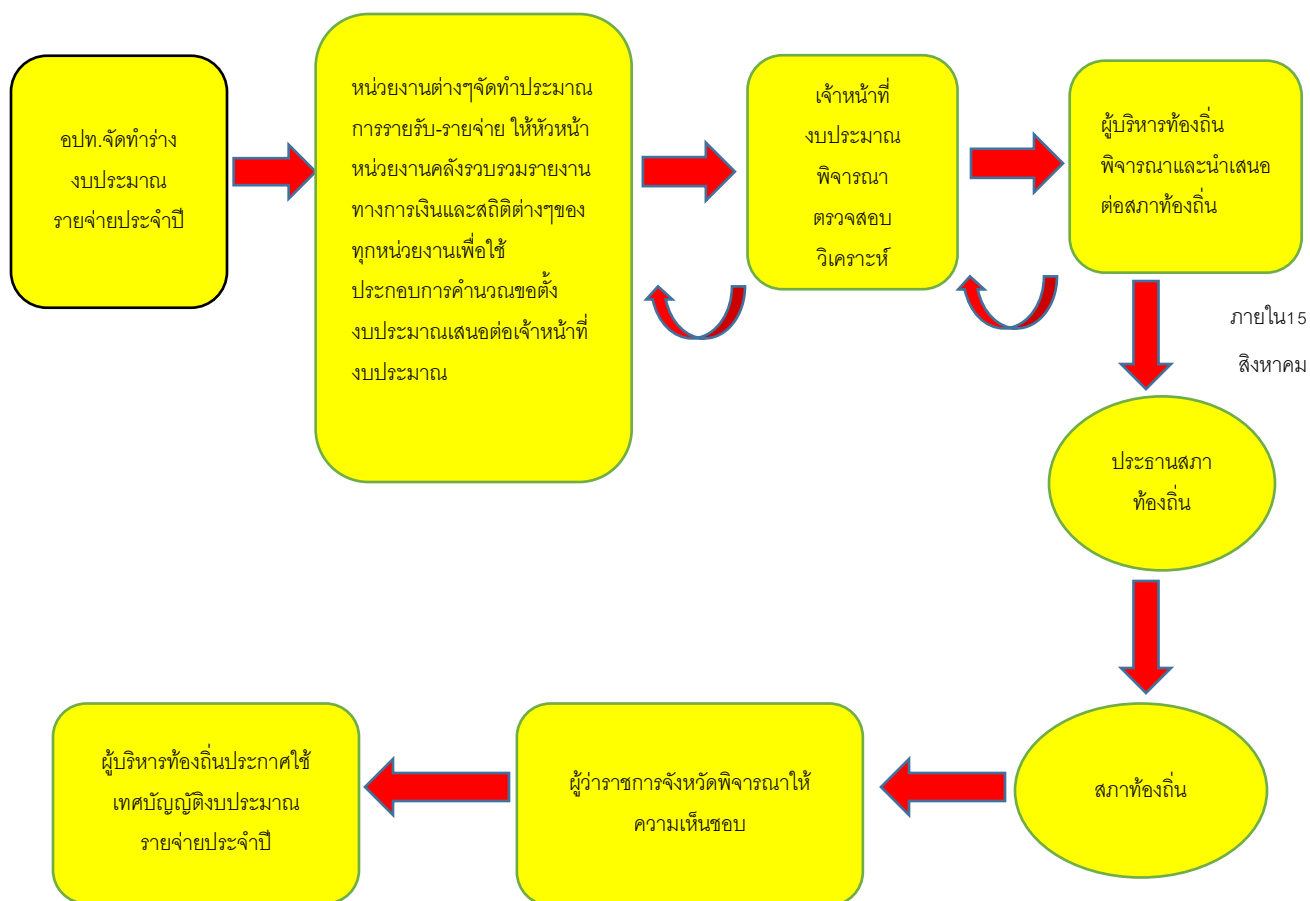 อปท.จัดทำร่าง
งบประมาณ
รายจ่ายประจำปี
หน่วยงานต่างๆจัดทำประมาณ
การรายรับ-รายจ่าย ให้หัวหน้า
หน่วยงานคลังรวบรวมรายงาน
ทางการเงินและสถิติต่างๆของ
ทุกหน่วยงานเพื่อใช้
ประกอบการคำนวณขอตั้ง
งบประมาณเสนอต่อเจ้าหน้าที่
งบประมาณ
เจ้าหน้าที่
งบประมาณ
พิจารณา
ตรวจสอบ
วิเคราะห์
ผู้บริหารท้องถิ่น
พิจารณาและนำเสนอ
ต่อสภาท้องถิ่น
ภายใน15
สิงหาคม
ประธานสภา
ท้องถิ่น
สภาท้องถิ่น
ผู้ว่าราชการจังหวัดพิจารณาให้
ความเห็นชอบ
ผู้บริหารท้องถิ่นประกาศใช้
เทศบัญญัติงบประมาณ
รายจ่ายประจำปี